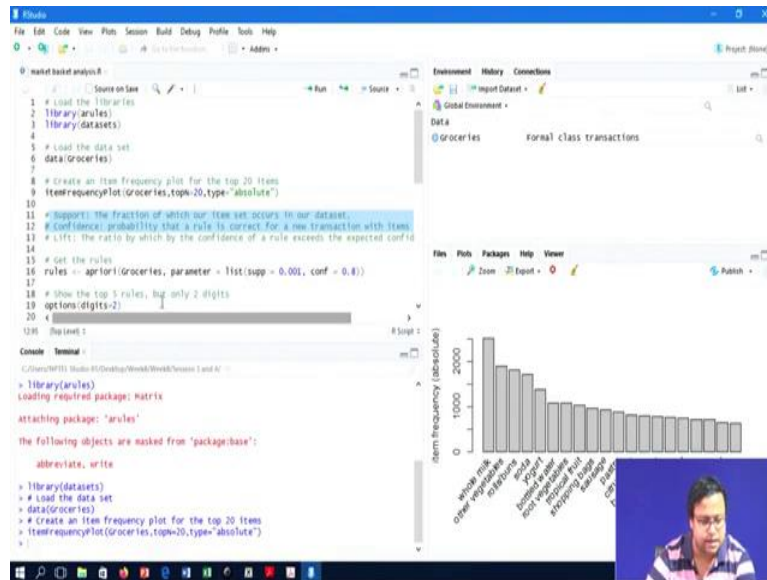 RStudio
File Edit Code View Plots Session Build Debug Profile Tools Help
Go to file/function Addins
Project: (None)
market basket analysis.R
Source on Save Run Source
1 # Load the libraries
2 library(arules)
3 library(datasets)
4
5 # Load the data set
6 data(Groceries)
7
8 # Create an item frequency plot for the top 20 items
9 itemFrequencyPlot(Groceries,topN=20,type="absolute")
10
11 # Support: The fraction of which our item set occurs in our dataset.
12 # Confidence: probability that a rule is correct for a new transaction with items
13 # Lift: The ratio by which by the confidence of a rule exceeds the expected confid
14
15 # Get the rules
16 rules <- apriori(Groceries, parameter = list(supp = 0.001, conf = 0.8))
17
18 # Show the top 5 rules, but only 2 digits
19 options(digits=2)
20
12:95 (Top Level) R Script
Console Terminal
> library(arules)
Loading required package: Matrix
Attaching package: 'arules'
The following objects are masked from 'package:base':
abbreviate, write
> library(datasets)
> # Load the data set
> data(Groceries)
> # Create an item frequency plot for the top 20 items
> itemFrequencyPlot(Groceries,topN=20,type="absolute")
>
Environment History Connections
Import Dataset List
Global Environment
Data
Groceries Formal class transactions
Files Plots Packages Help Viewer
Zoom Export Publish
item frequency (absolute)
0 1000 2000
whole milk
other vegetables
rolls/buns
soda
yogurt
bottled water
root vegetables
tropical fruit
shopping bags
sausage